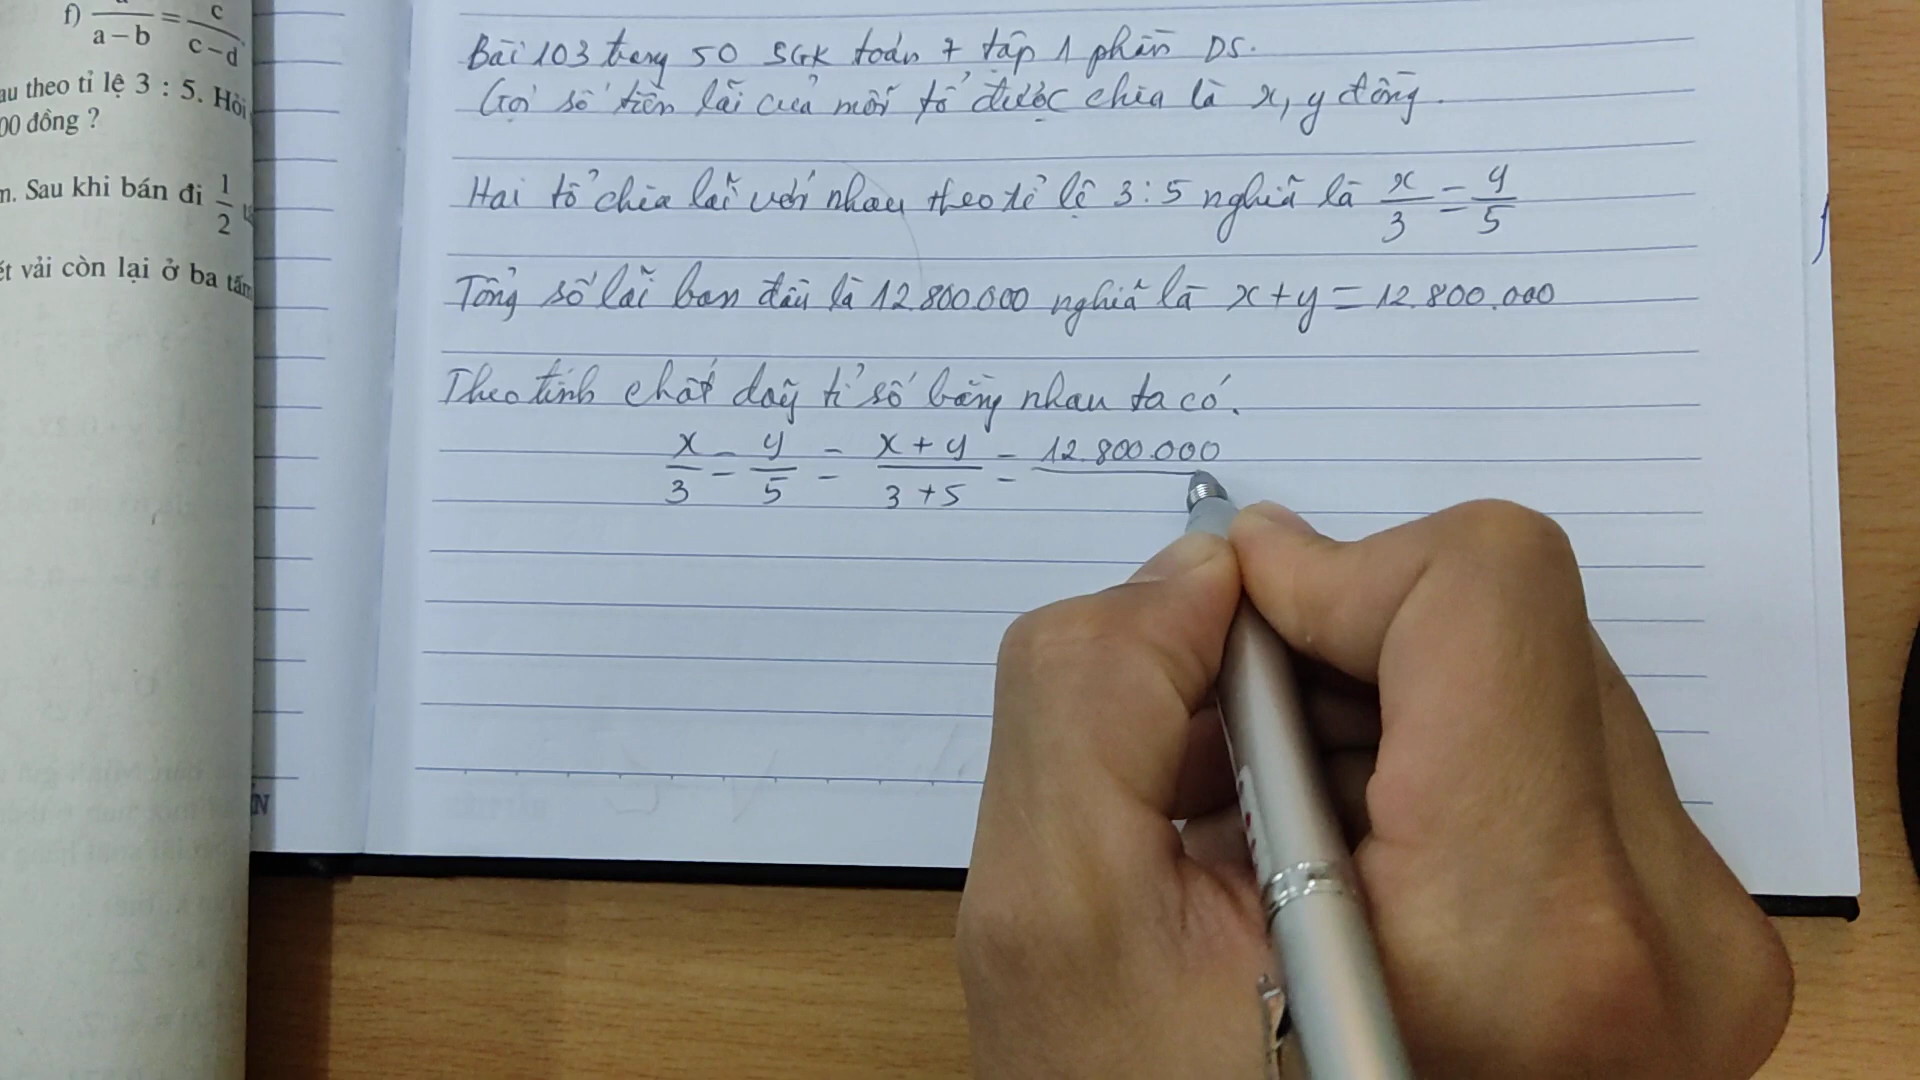 f) a/(a – b) = c/(c – d)
au theo tỉ lệ 3 : 5. Hỏi
00 đồng ?
n. Sau khi bán đi 1/2
ét vải còn lại ở ba tấm
Bài 103 trang 50 SGK toán 7 tập 1 phần DS.
Gọi số tiền lãi của mỗi tổ được chia là x, y đồng.
Hai tổ chia lãi với nhau theo tỉ lệ 3 : 5 nghĩa là x/3 = y/5
Tổng số lãi ban đầu là 12.800.000 nghĩa là x + y = 12.800.000
Theo tính chất dãy tỉ số bằng nhau ta có.
x/3 = y/5 = (x + y)/(3 + 5) = 12.800.000